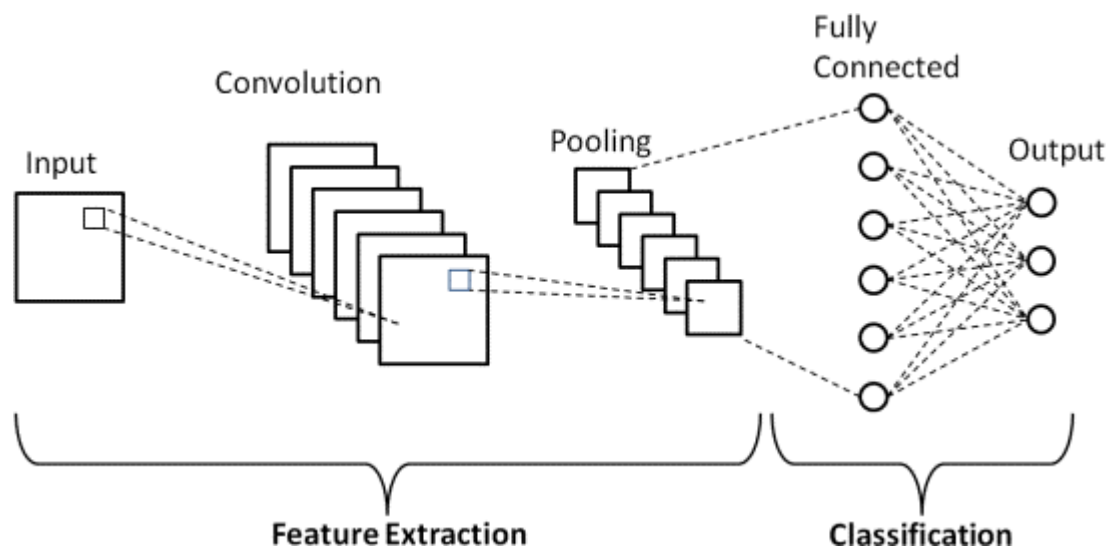 Input
Convolution
Pooling
Fully
Connected
Output
Feature Extraction
Classification